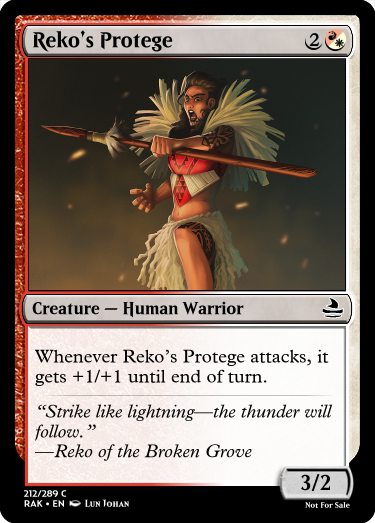 Reko's Protege 2
Creature — Human Warrior
Whenever Reko's Protege attacks, it
gets +1/+1 until end of turn.
"Strike like lightning—the thunder will
follow."
—Reko of the Broken Grove
3/2
212/289 C
RAK • EN Lun Johan
Not For Sale